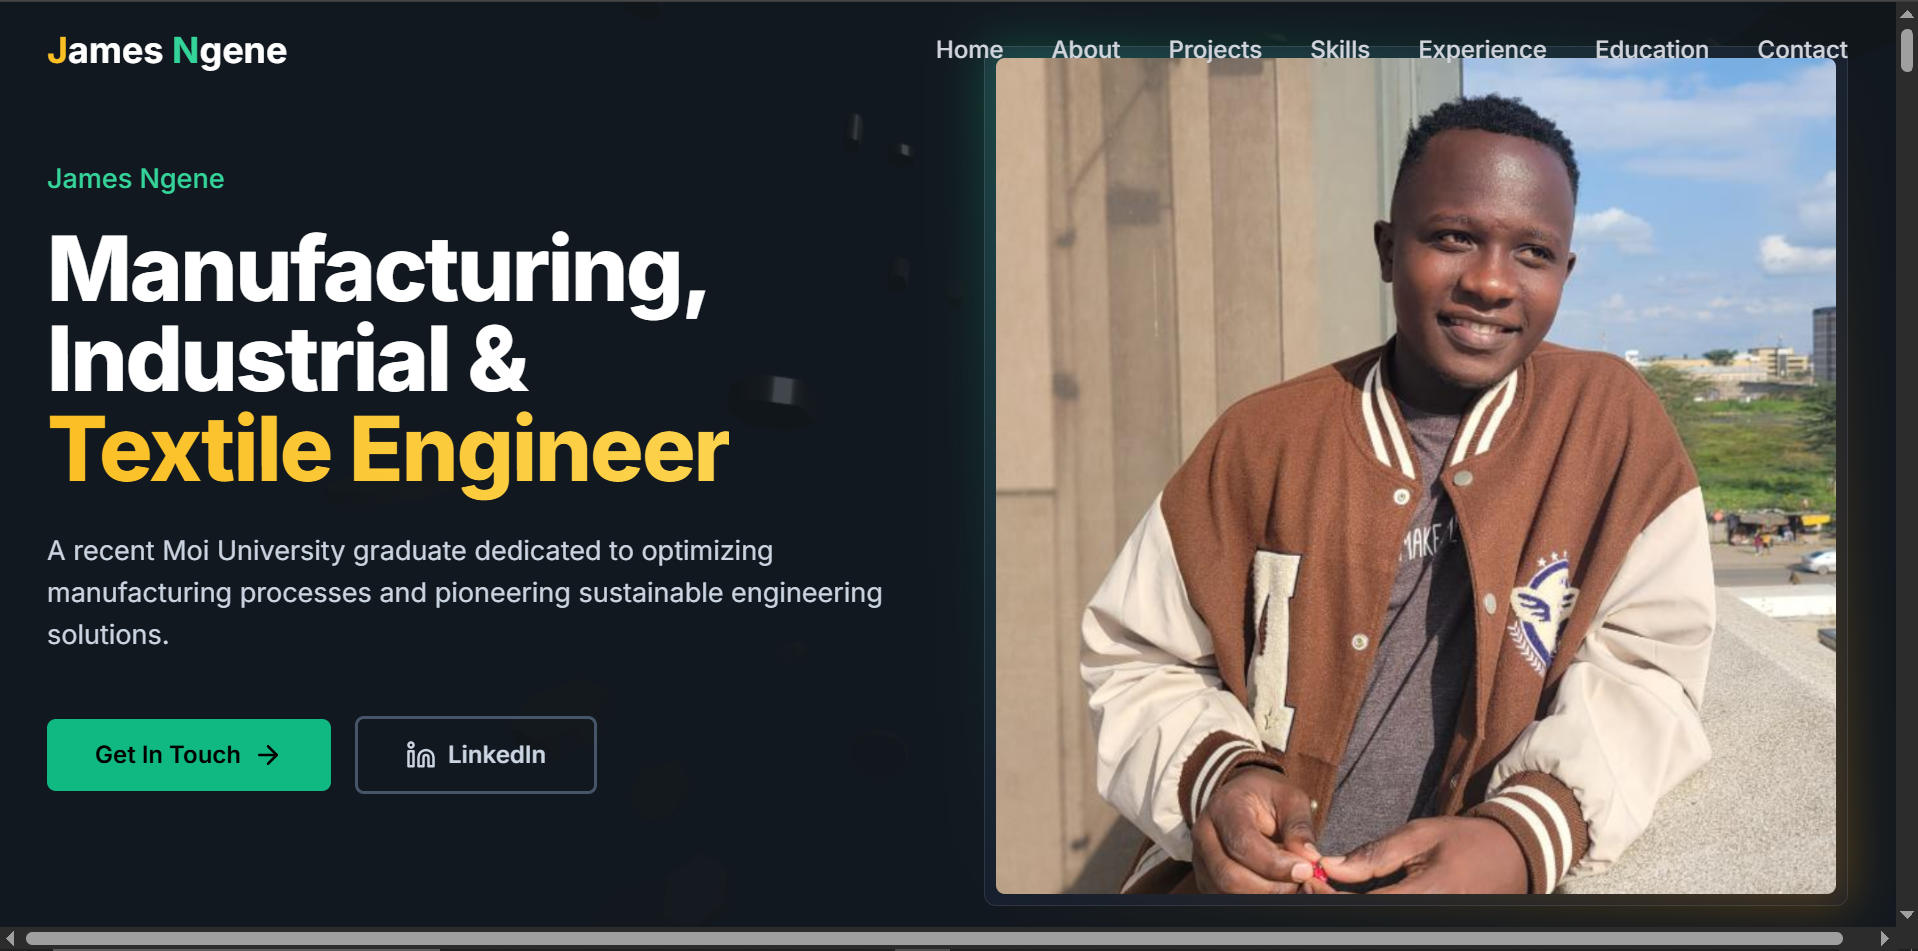 James Ngene
Home About Projects Skills Experience Education Contact
James Ngene
Manufacturing,
Industrial &
Textile Engineer
A recent Moi University graduate dedicated to optimizing
manufacturing processes and pioneering sustainable engineering
solutions.
Get In Touch
LinkedIn
MAKE